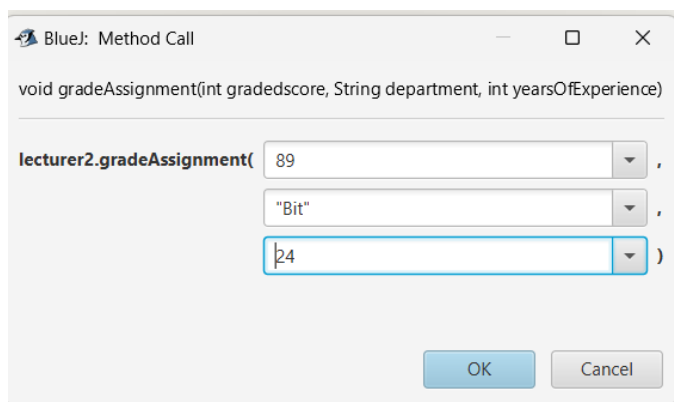 BlueJ: Method Call
void gradeAssignment(int gradedscore, String department, int yearsOfExperience)
lecturer2.gradeAssignment( 89 ,
"Bit" ,
24 )
OK Cancel